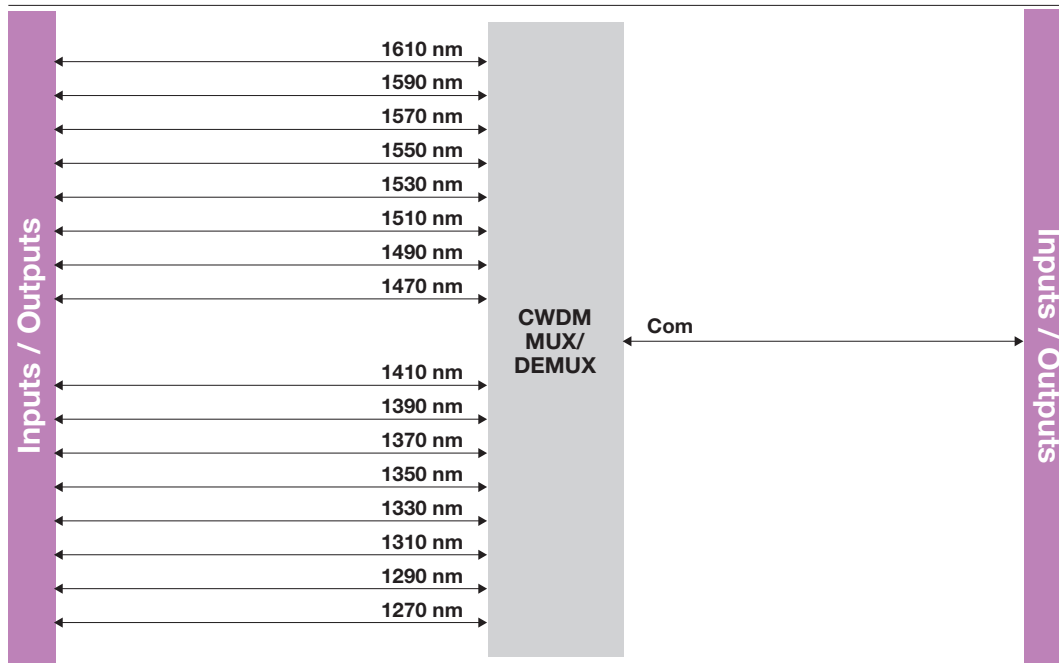 Inputs / Outputs
1610 nm
1590 nm
1570 nm
1550 nm
1530 nm
1510 nm
1490 nm
1470 nm
1410 nm
1390 nm
1370 nm
1350 nm
1330 nm
1310 nm
1290 nm
1270 nm
CWDM
MUX/
DEMUX
Com
Inputs / Outputs